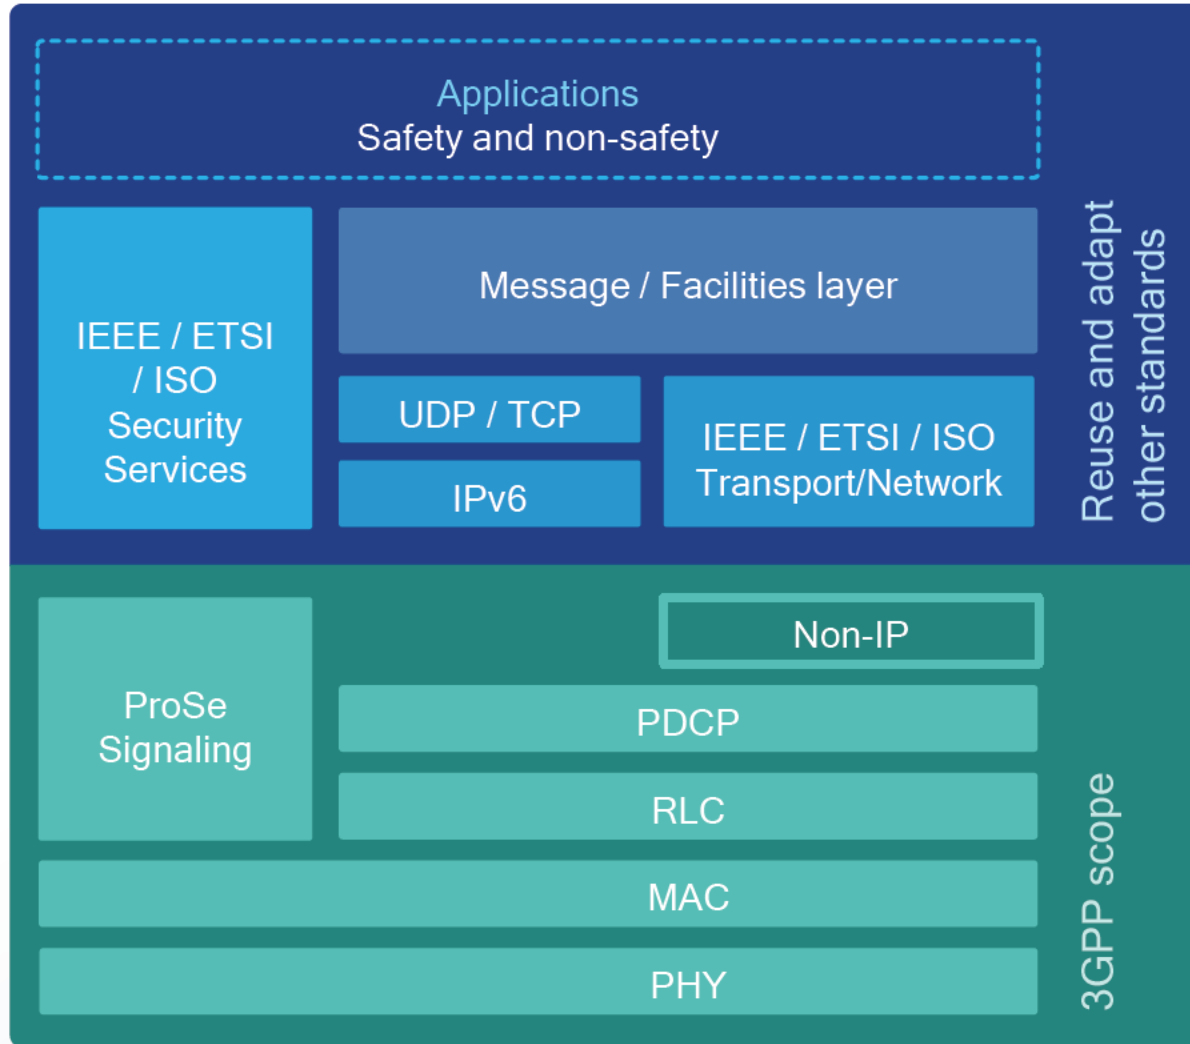 Applications
Safety and non-safety
IEEE / ETSI
/ ISO
Security
Services
Message / Facilities layer
UDP / TCP
IPv6
IEEE / ETSI / ISO
Transport/Network
Reuse and adapt
other standards
ProSe
Signaling
Non-IP
PDCP
RLC
MAC
PHY
3GPP scope